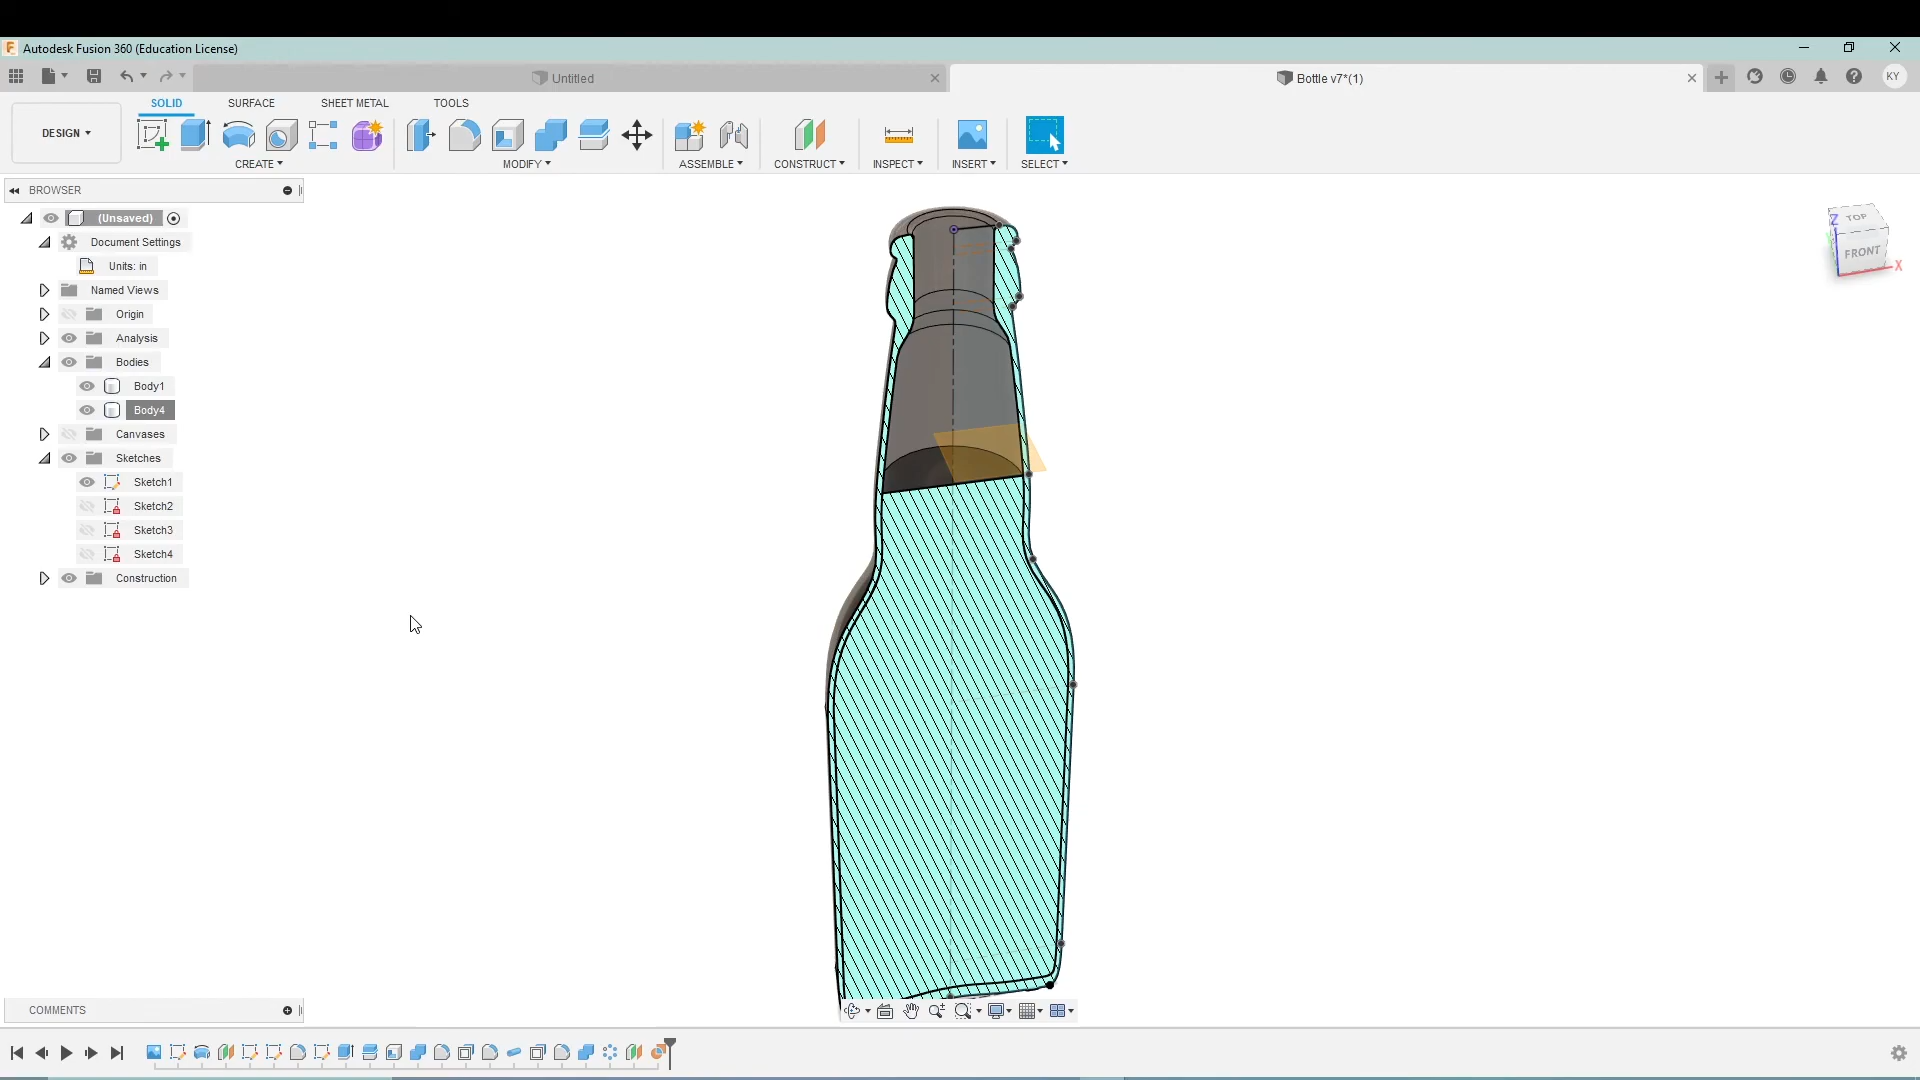 Autodesk Fusion 360 (Education License)
Untitled
Bottle v7*(1)
KY
DESIGN
SOLID SURFACE SHEET METAL TOOLS
CREATE MODIFY ASSEMBLE CONSTRUCT INSPECT INSERT SELECT
BROWSER
(Unsaved)
Document Settings
Units: in
Named Views
Origin
Analysis
Bodies
Body1
Body4
Canvases
Sketches
Sketch1
Sketch2
Sketch3
Sketch4
Construction
Z
TOP
FRONT
X
COMMENTS